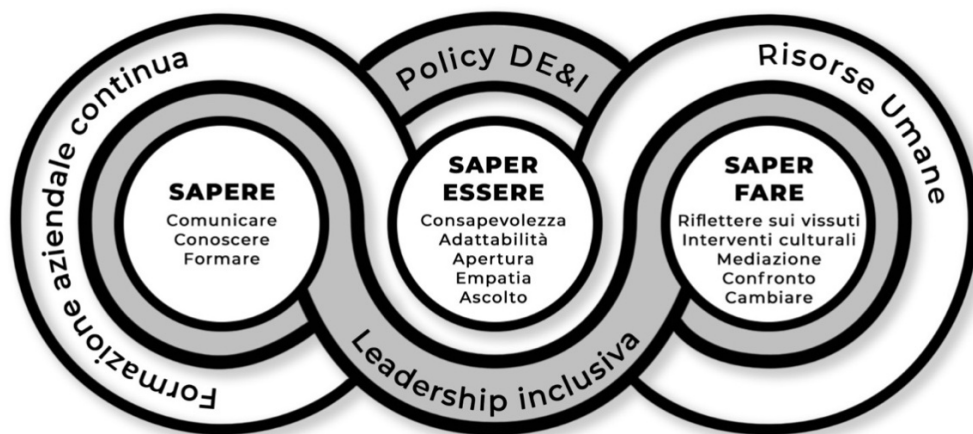 Formazione aziendale continua
SAPERE
Comunicare
Conoscere
Formare
Policy DE&I
SAPER
ESSERE
Consapevolezza
Adattabilità
Apertura
Empatia
Ascolto
Leadership inclusiva
Risorse Umane
SAPER
FARE
Riflettere sui vissuti
Interventi culturali
Mediazione
Confronto
Cambiare